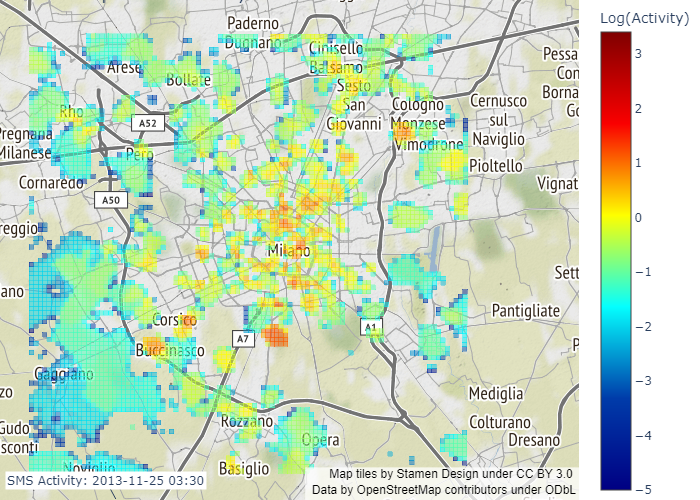 Log(Activity)
3
2
1
0
−1
−2
−3
−4
−5
Paderno
Dugnano
Cinisello
Balsamo
Sesto
San
Giovanni
Arese
Bollate
Rho
A52
Pregnana
Milanese
Pero
Cornaredo
A50
Cologno
Monzese
Vimodrone
Cernusco
sul
Naviglio
Pioltello
Pessa
Con
Borna
Go
Vignat
reggio
Milano
ano
Sett
Corsico
Buccinasco
A7
A1
Pantigliate
P
Gaggiano
zo
Gudo
sconti
Rozzano
Opera
Mediglia
Colturano
Dresano
Noviglio
Basiglio
SMS Activity: 2013-11-25 03:30
Map tiles by Stamen Design under CC BY 3.0
Data by OpenStreetMap contributors under ODbL